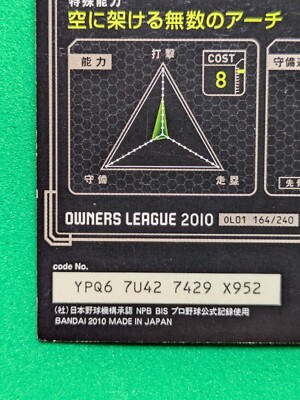 特殊能力
空に架ける無数のアーチ
能力
打撃
COST
8
守備
守備
走塁
OWNERS LEAGUE 2010 OL01 164/240
code No.
YPQ6 7U42 7429 X952
(社)日本野球機構承認 NPB BIS プロ野球公式記録使用
BANDAI 2010 MADE IN JAPAN